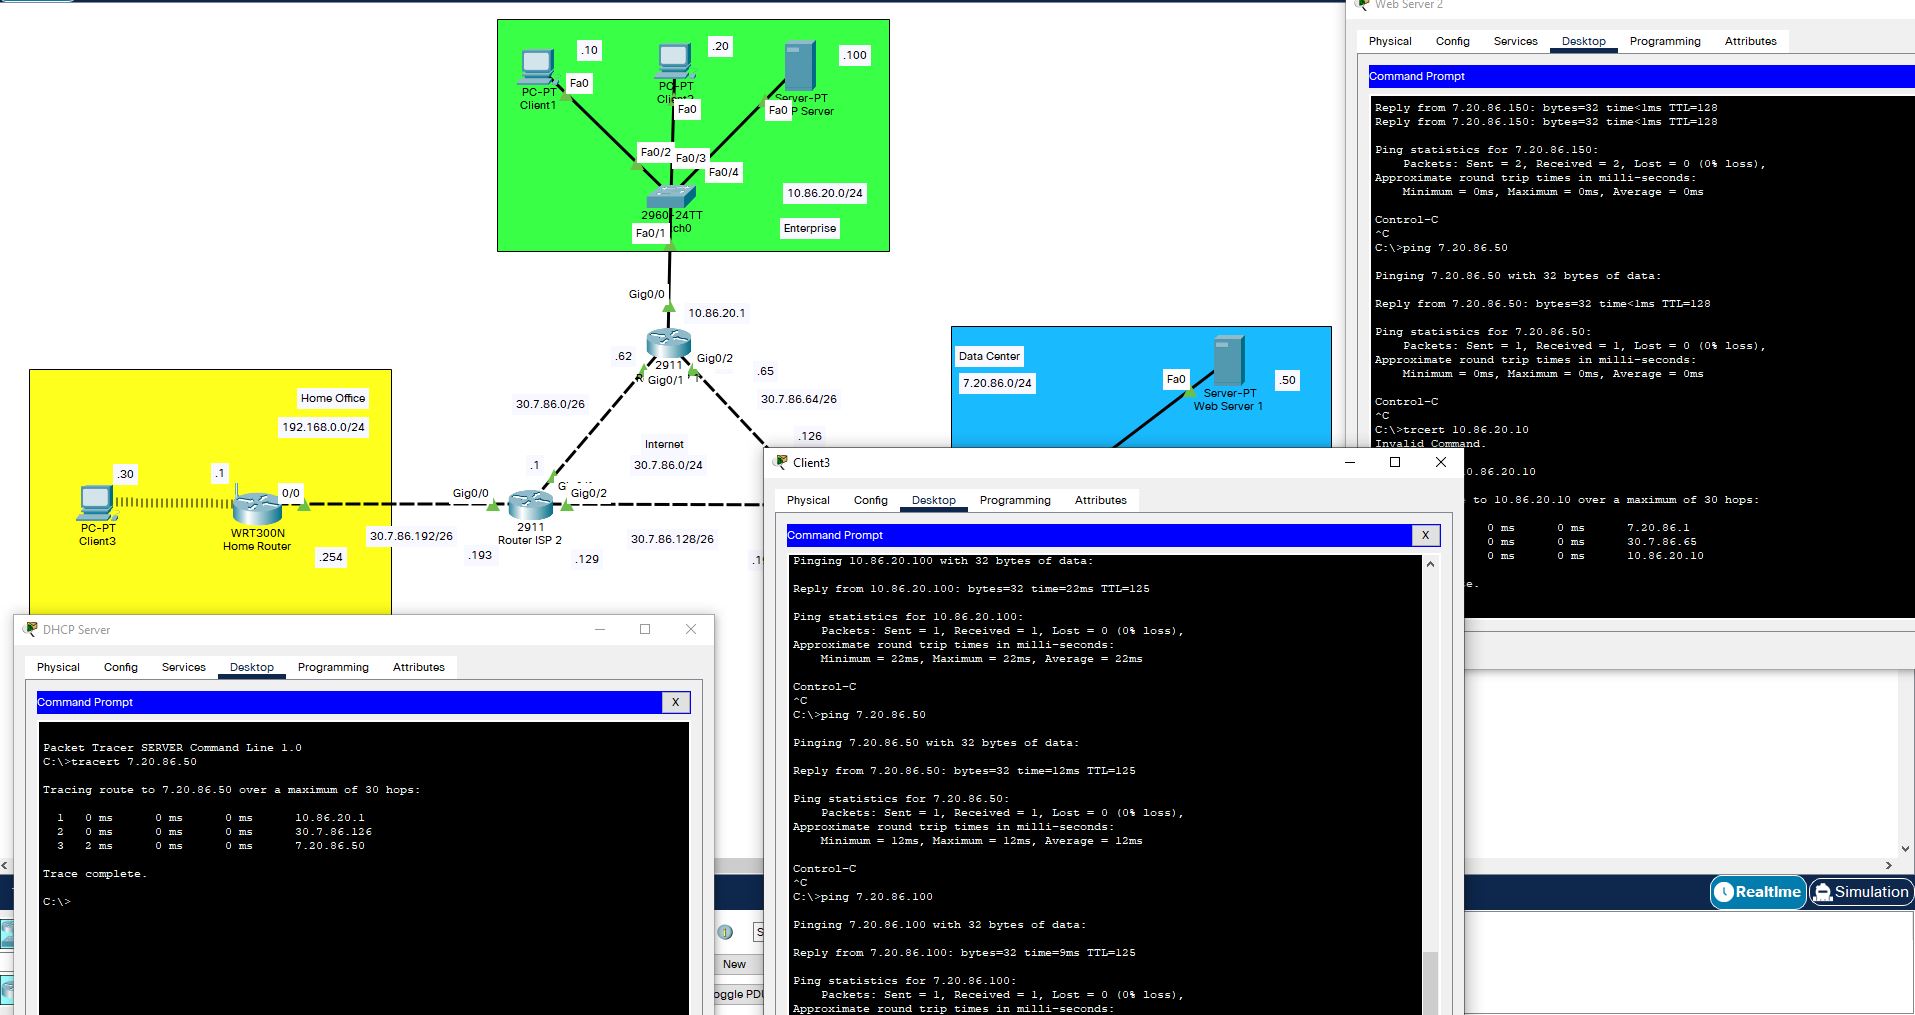 .10
.20
.100
Fa0
PC-PT
Client1
PC-PT
Fa0
Server-PT
Fa0
P Server
Fa0/2
Fa0/3
Fa0/4
10.86.20.0/24
2960-24TT
ch0
Fa0/1
Enterprise
Gig0/0
10.86.20.1
.62
2911
Gig0/2
Gig0/1
.65
30.7.86.0/26
30.7.86.64/26
.126
Internet
30.7.86.0/24
.1
Gig0/0
Gig0/2
2911
Router ISP 2
30.7.86.192/26
.193
.129
30.7.86.128/26
Home Office
192.168.0.0/24
.30
.1
0/0
PC-PT
Client3
WRT300N
Home Router
.254
Data Center
7.20.86.0/24
Fa0
.50
Server-PT
Web Server 1
Web Server 2
Physical Config Services Desktop Programming Attributes
Command Prompt
Reply from 7.20.86.150: bytes=32 time<1ms TTL=128
Reply from 7.20.86.150: bytes=32 time<1ms TTL=128
Ping statistics for 7.20.86.150:
Packets: Sent = 2, Received = 2, Lost = 0 (0% loss),
Approximate round trip times in milli-seconds:
Minimum = 0ms, Maximum = 0ms, Average = 0ms
Control-C
^C
C:\>ping 7.20.86.50
Pinging 7.20.86.50 with 32 bytes of data:
Reply from 7.20.86.50: bytes=32 time<1ms TTL=128
Ping statistics for 7.20.86.50:
Packets: Sent = 1, Received = 1, Lost = 0 (0% loss),
Approximate round trip times in milli-seconds:
Minimum = 0ms, Maximum = 0ms, Average = 0ms
Control-C
^C
C:\>trcert 10.86.20.10
Invalid Command.
0.86.20.10
to 10.86.20.10 over a maximum of 30 hops:
0 ms 0 ms 7.20.86.1
0 ms 0 ms 30.7.86.65
0 ms 0 ms 10.86.20.10
e.
DHCP Server
Physical Config Services Desktop Programming Attributes
Command Prompt
X
Packet Tracer SERVER Command Line 1.0
C:\>tracert 7.20.86.50
Tracing route to 7.20.86.50 over a maximum of 30 hops:
1 0 ms 0 ms 0 ms 10.86.20.1
2 0 ms 0 ms 0 ms 30.7.86.126
3 2 ms 0 ms 0 ms 7.20.86.50
Trace complete.
C:\>
Client3
Physical Config Desktop Programming Attributes
Command Prompt
X
Pinging 10.86.20.100 with 32 bytes of data:
Reply from 10.86.20.100: bytes=32 time=22ms TTL=125
Ping statistics for 10.86.20.100:
Packets: Sent = 1, Received = 1, Lost = 0 (0% loss),
Approximate round trip times in milli-seconds:
Minimum = 22ms, Maximum = 22ms, Average = 22ms
Control-C
^C
C:\>ping 7.20.86.50
Pinging 7.20.86.50 with 32 bytes of data:
Reply from 7.20.86.50: bytes=32 time=12ms TTL=125
Ping statistics for 7.20.86.50:
Packets: Sent = 1, Received = 1, Lost = 0 (0% loss),
Approximate round trip times in milli-seconds:
Minimum = 12ms, Maximum = 12ms, Average = 12ms
Control-C
^C
C:\>ping 7.20.86.100
Pinging 7.20.86.100 with 32 bytes of data:
Reply from 7.20.86.100: bytes=32 time=9ms TTL=125
Ping statistics for 7.20.86.100:
Packets: Sent = 1, Received = 1, Lost = 0 (0% loss),
Approximate round trip times in milli-seconds:
Realtime
Simulation
New
oggle PDU